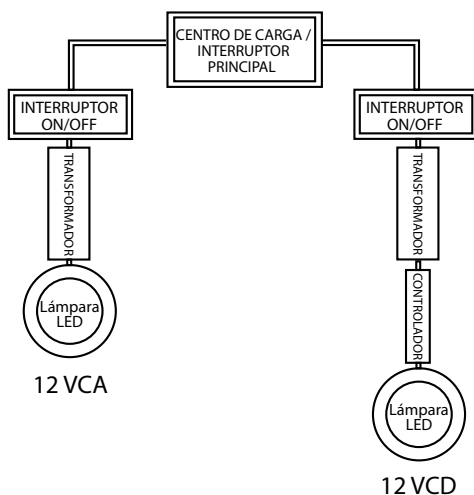 CENTRO DE CARGA /
INTERRUPTOR
PRINCIPAL
INTERRUPTOR
ON/OFF
TRANSFORMADOR
Lámpara
LED
12 VCA
INTERRUPTOR
ON/OFF
TRANSFORMADOR
CONTROLADOR
Lámpara
LED
12 VCD